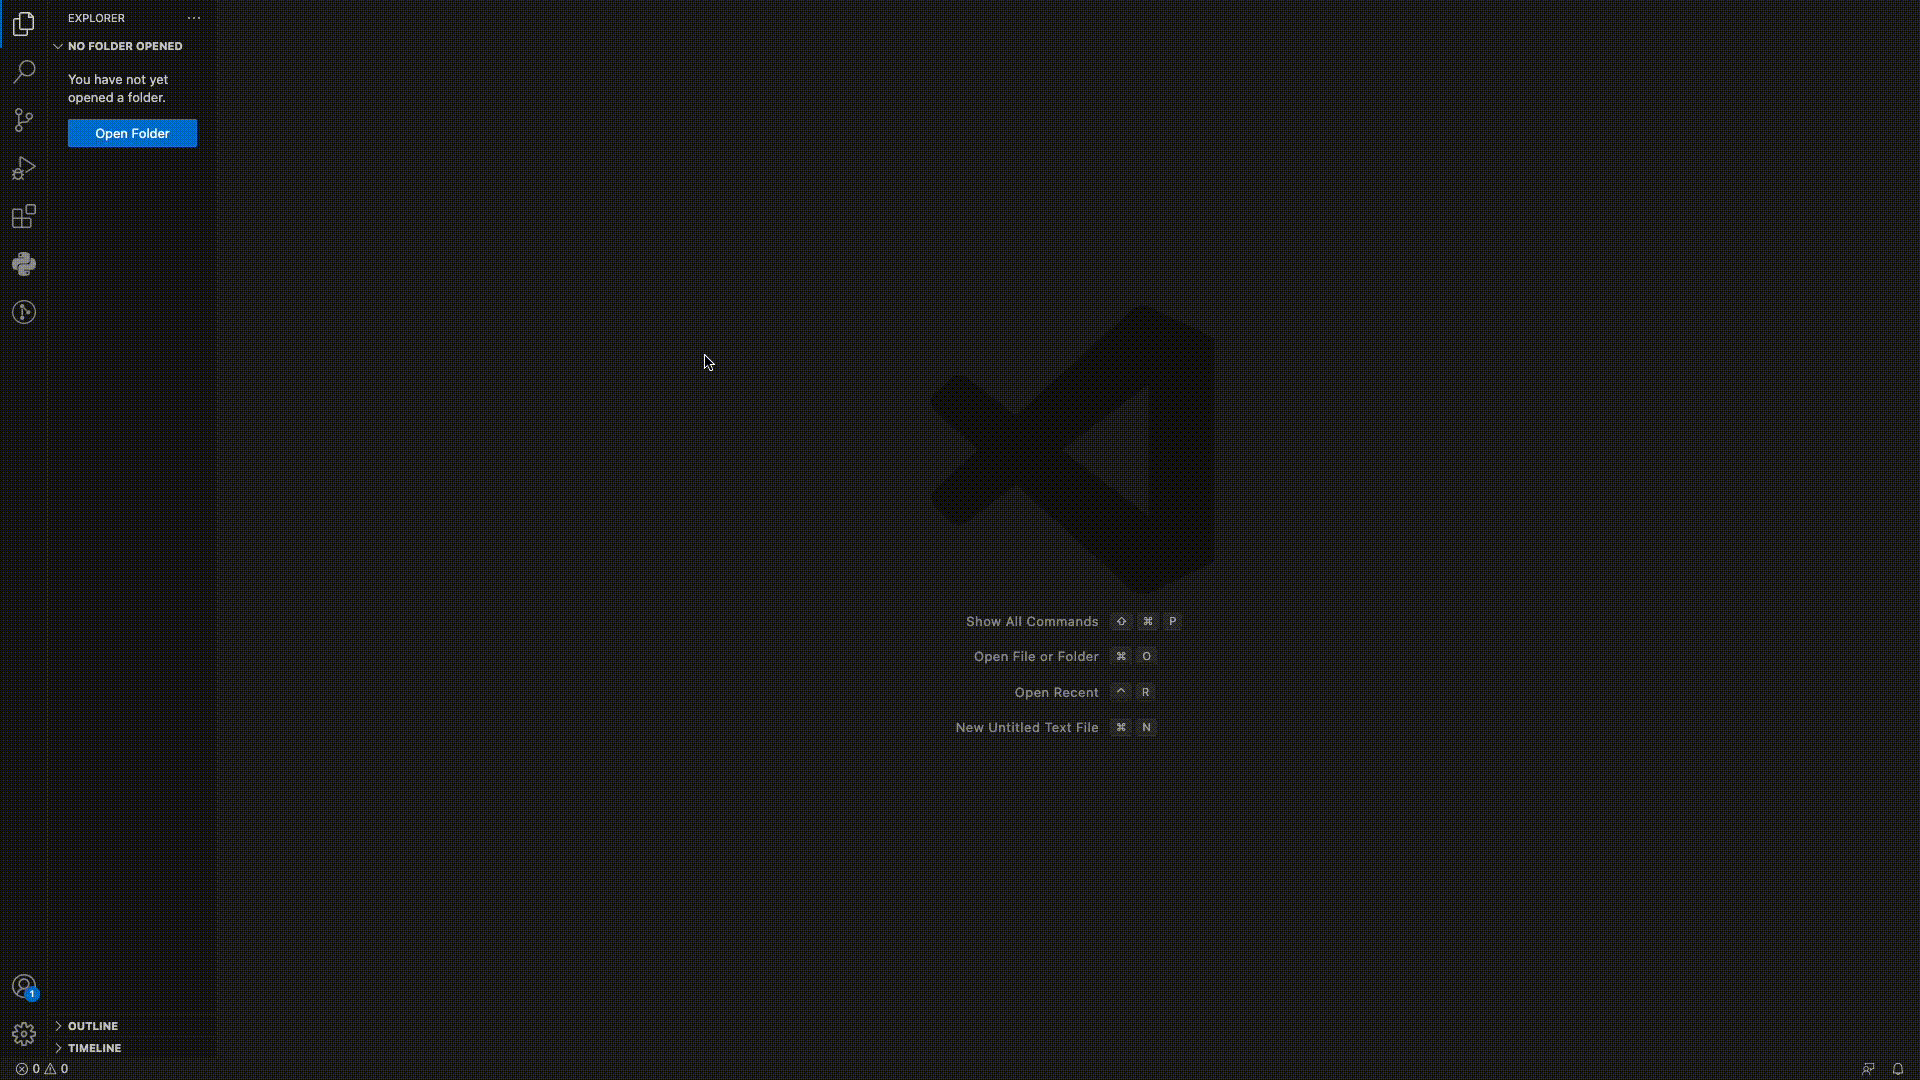 EXPLORER
NO FOLDER OPENED
You have not yet
opened a folder.
Open Folder
Show All Commands ⇧ ⌘ P
Open File or Folder ⌘ O
Open Recent ^ R
New Untitled Text File ⌘ N
1
OUTLINE
TIMELINE
0 0